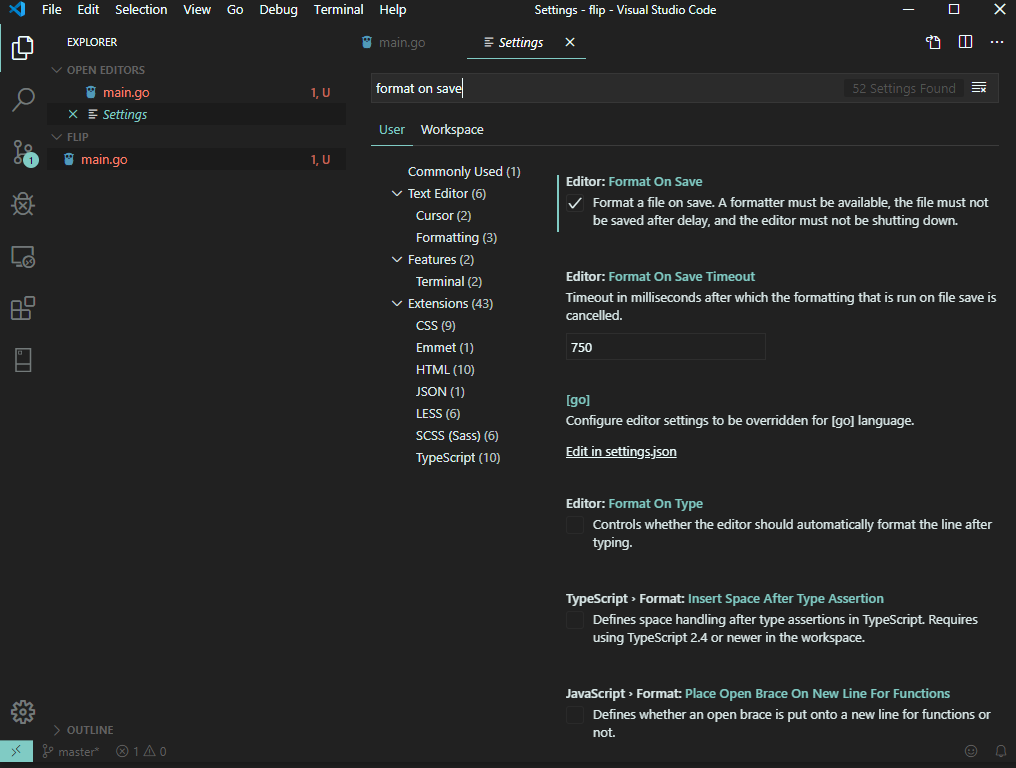 File Edit Selection View Go Debug Terminal Help Settings - flip - Visual Studio Code
EXPLORER
OPEN EDITORS
main.go 1, U
Settings
FLIP
main.go 1, U
1
OUTLINE
main.go Settings
format on save 52 Settings Found
User Workspace
Commonly Used (1)
Text Editor (6)
Cursor (2)
Formatting (3)
Features (2)
Terminal (2)
Extensions (43)
CSS (9)
Emmet (1)
HTML (10)
JSON (1)
LESS (6)
SCSS (Sass) (6)
TypeScript (10)
Editor: Format On Save
Format a file on save. A formatter must be available, the file must not
be saved after delay, and the editor must not be shutting down.
Editor: Format On Save Timeout
Timeout in milliseconds after which the formatting that is run on file save is
cancelled.
750
[go]
Configure editor settings to be overridden for [go] language.
Edit in settings.json
Editor: Format On Type
Controls whether the editor should automatically format the line after
typing.
TypeScript › Format: Insert Space After Type Assertion
Defines space handling after type assertions in TypeScript. Requires
using TypeScript 2.4 or newer in the workspace.
JavaScript › Format: Place Open Brace On New Line For Functions
Defines whether an open brace is put onto a new line for functions or
not.
master* 1 0